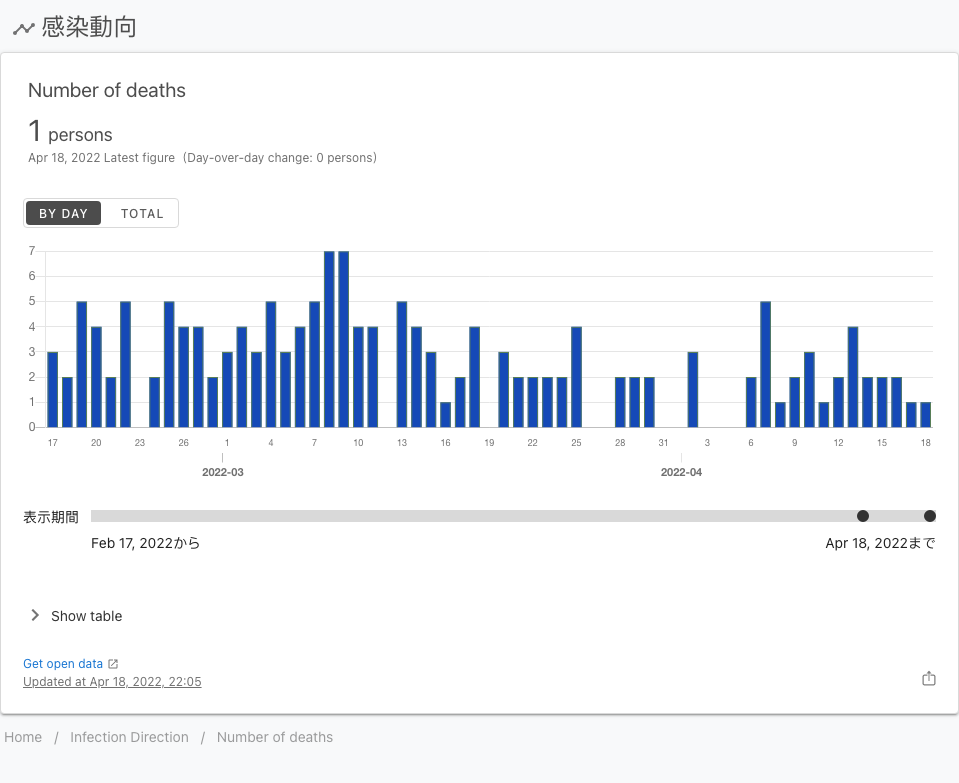 感染動向
Number of deaths
1 persons
Apr 18, 2022 Latest figure (Day-over-day change: 0 persons)
BY DAY TOTAL
7
6
5
4
3
2
1
0
17 20 23 26 1 4 7 10 13 16 19 22 25 28 31 3 6 9 12 15 18
2022-03 2022-04
表示期間
Feb 17, 2022から Apr 18, 2022まで
Show table
Get open data
Updated at Apr 18, 2022, 22:05
Home / Infection Direction / Number of deaths